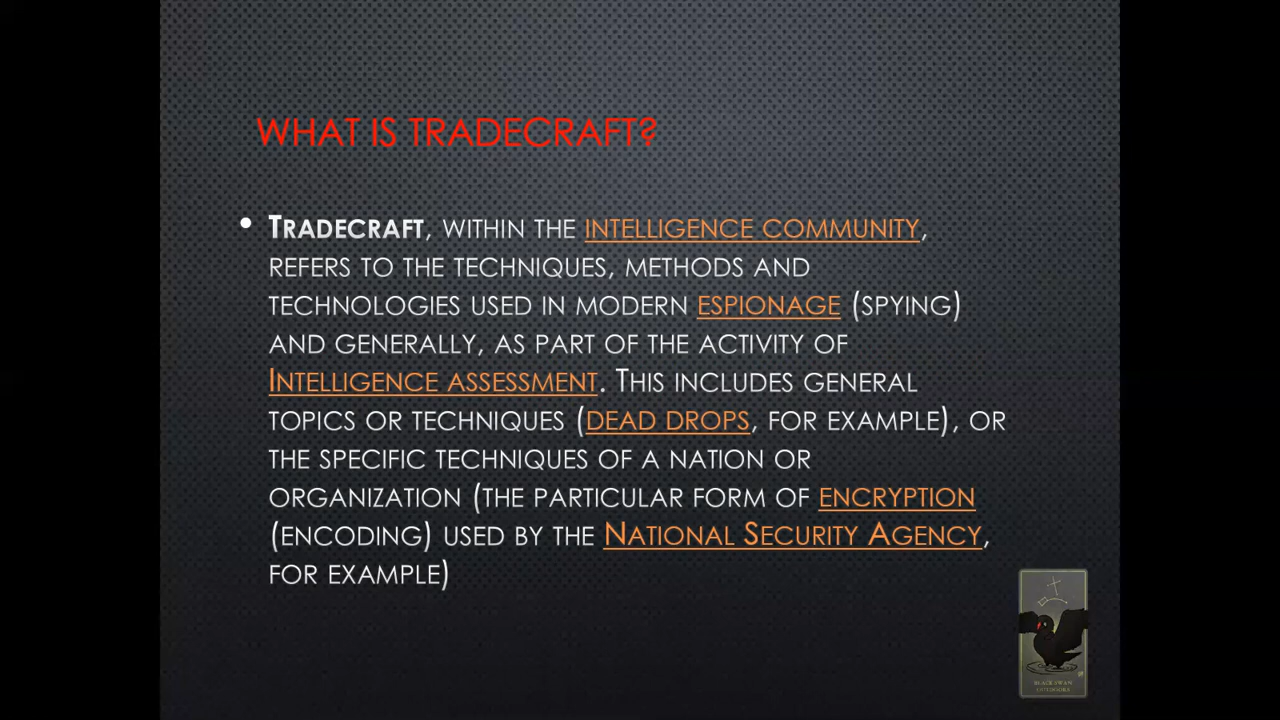 WHAT IS TRADECRAFT?
• TRADECRAFT, WITHIN THE INTELLIGENCE COMMUNITY,
REFERS TO THE TECHNIQUES, METHODS AND
TECHNOLOGIES USED IN MODERN ESPIONAGE (SPYING)
AND GENERALLY, AS PART OF THE ACTIVITY OF
INTELLIGENCE ASSESSMENT. THIS INCLUDES GENERAL
TOPICS OR TECHNIQUES (DEAD DROPS, FOR EXAMPLE), OR
THE SPECIFIC TECHNIQUES OF A NATION OR
ORGANIZATION (THE PARTICULAR FORM OF ENCRYPTION
(ENCODING) USED BY THE NATIONAL SECURITY AGENCY,
FOR EXAMPLE)
BLACK SWAN